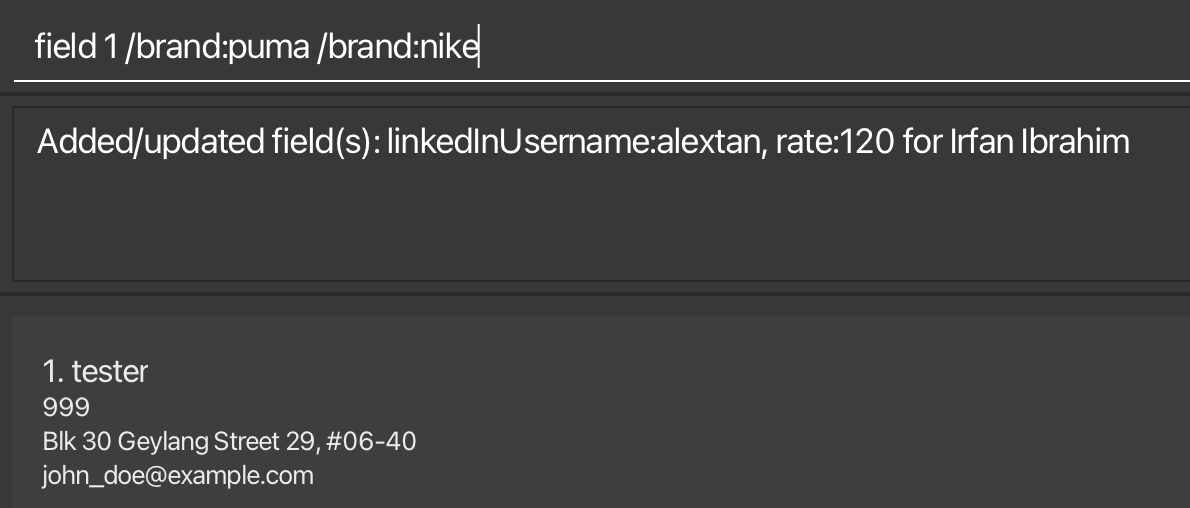 field 1 /brand:puma /brand:nike
Added/updated field(s): linkedInUsername:alextan, rate:120 for Irfan Ibrahim
1. tester
999
Blk 30 Geylang Street 29, #06-40
john_doe@example.com